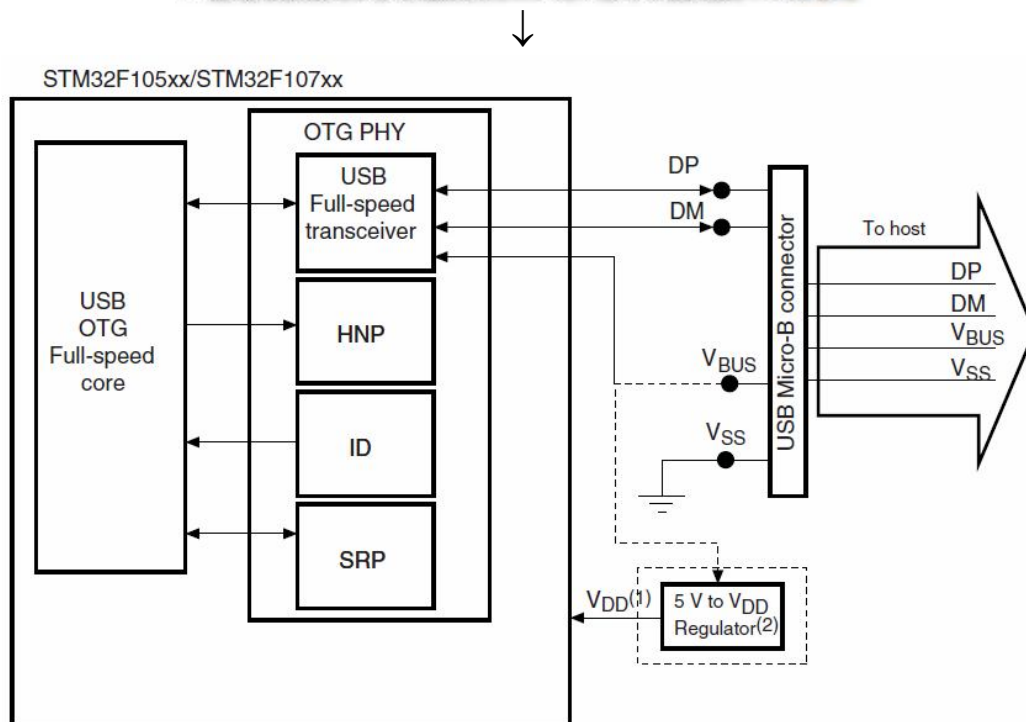 STM32F105xx/STM32F107xx
OTG PHY
USB
Full-speed
transceiver
HNP
ID
SRP
USB
OTG
Full-speed
core
DP
DM
VBUS
VSS
USB Micro-B connector
To host
DP
DM
VBUS
VSS
VDD(1)
5 V to VDD
Regulator(2)